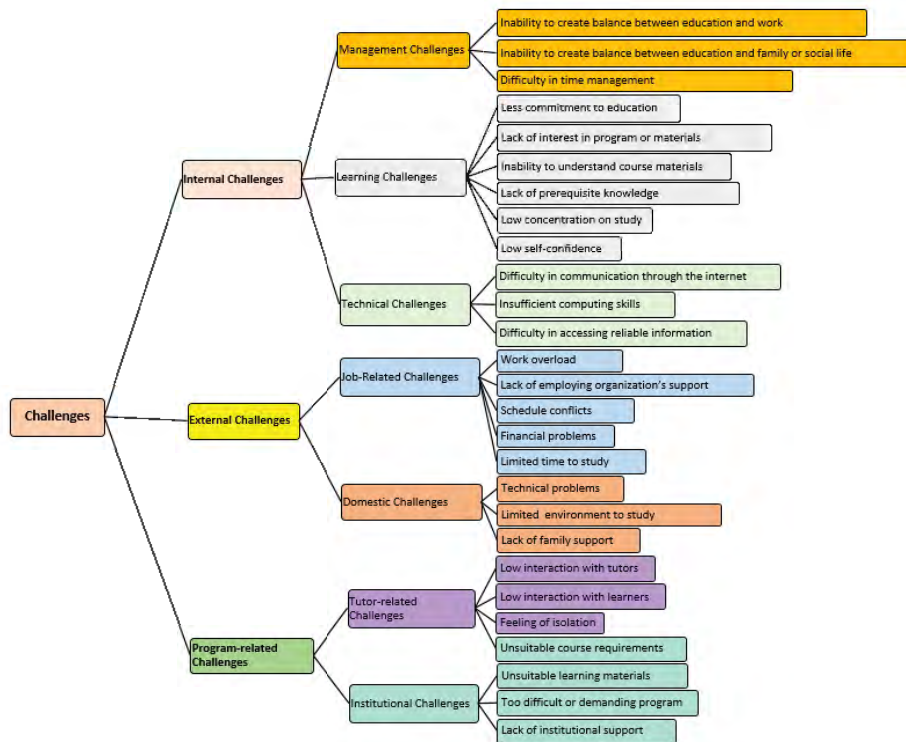 Challenges
Internal Challenges
Management Challenges
Inability to create balance between education and work
Inability to create balance between education and family or social life
Difficulty in time management
Learning Challenges
Less commitment to education
Lack of interest in program or materials
Inability to understand course materials
Lack of prerequisite knowledge
Low concentration on study
Low self-confidence
Technical Challenges
Difficulty in communication through the internet
Insufficient computing skills
Difficulty in accessing reliable information
External Challenges
Job-Related Challenges
Work overload
Lack of employing organization's support
Schedule conflicts
Financial problems
Limited time to study
Domestic Challenges
Technical problems
Limited environment to study
Lack of family support
Program-related
Challenges
Tutor-related
Challenges
Low interaction with tutors
Low interaction with learners
Feeling of isolation
Unsuitable course requirements
Institutional Challenges
Unsuitable learning materials
Too difficult or demanding program
Lack of institutional support